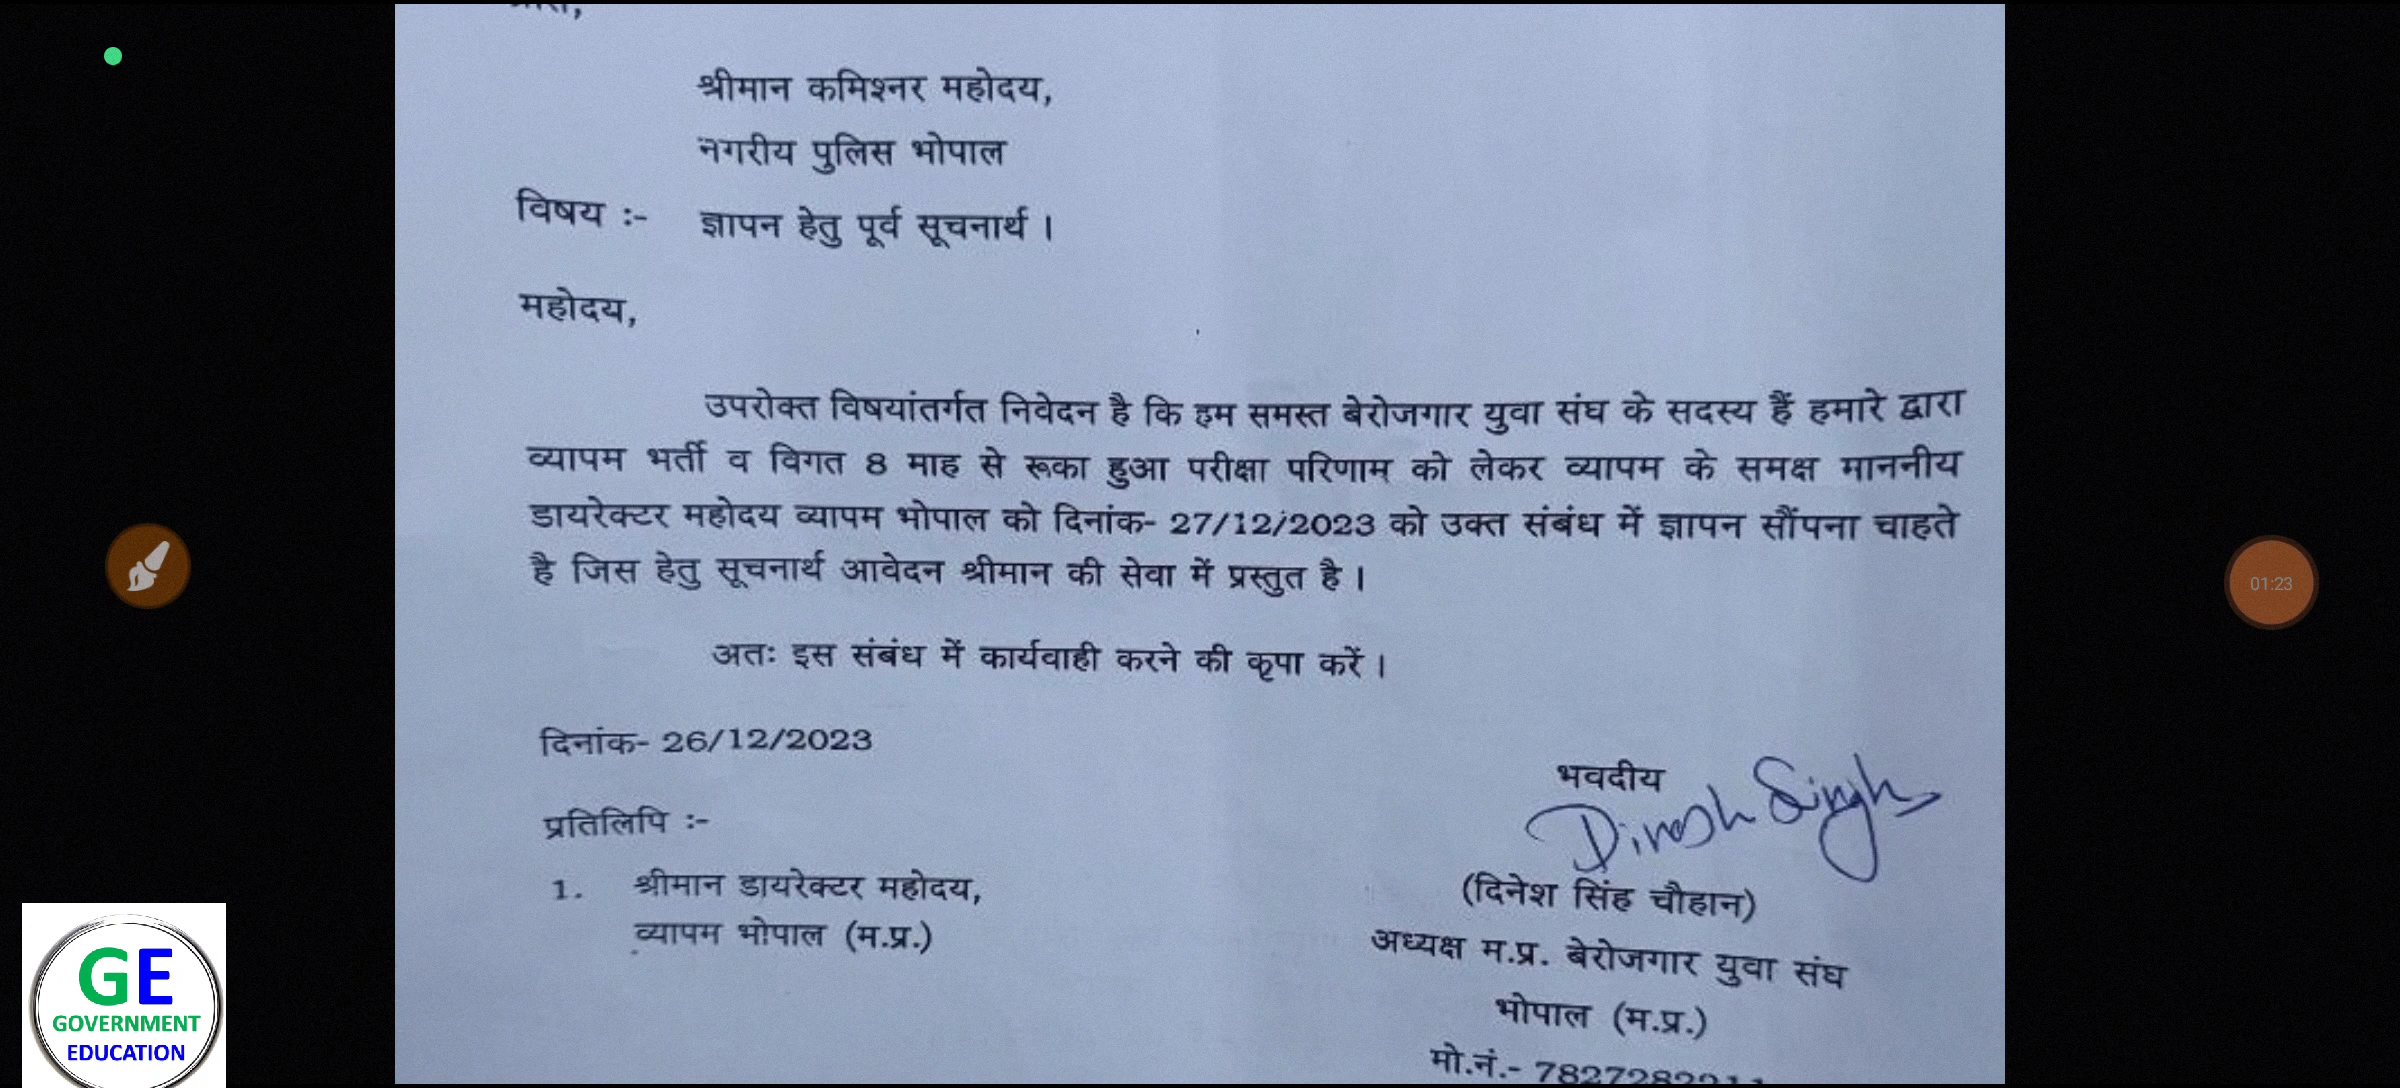 श्रीमान कमिश्नर महोदय,
नगरीय पुलिस भोपाल
विषय :- ज्ञापन हेतु पूर्व सूचनार्थ ।
महोदय,
उपरोक्त विषयांतर्गत निवेदन है कि हम समस्त बेरोजगार युवा संघ के सदस्य हैं हमारे द्वारा
व्यापम भर्ती व विगत 8 माह से रूका हुआ परीक्षा परिणाम को लेकर व्यापम के समक्ष माननीय
डायरेक्टर महोदय व्यापम भोपाल को दिनांक- 27/12/2023 को उक्त संबंध में ज्ञापन सौंपना चाहते
है जिस हेतु सूचनार्थ आवेदन श्रीमान की सेवा में प्रस्तुत है ।
अतः इस संबंध में कार्यवाही करने की कृपा करें ।
दिनांक- 26/12/2023
भवदीय
Dinesh Singh
प्रतिलिपि :-
1. श्रीमान डायरेक्टर महोदय,
व्यापम भोपाल (म.प्र.)
(दिनेश सिंह चौहान)
अध्यक्ष म.प्र. बेरोजगार युवा संघ
भोपाल (म.प्र.)
मो.नं.-
01:23
GE
GOVERNMENT
EDUCATION